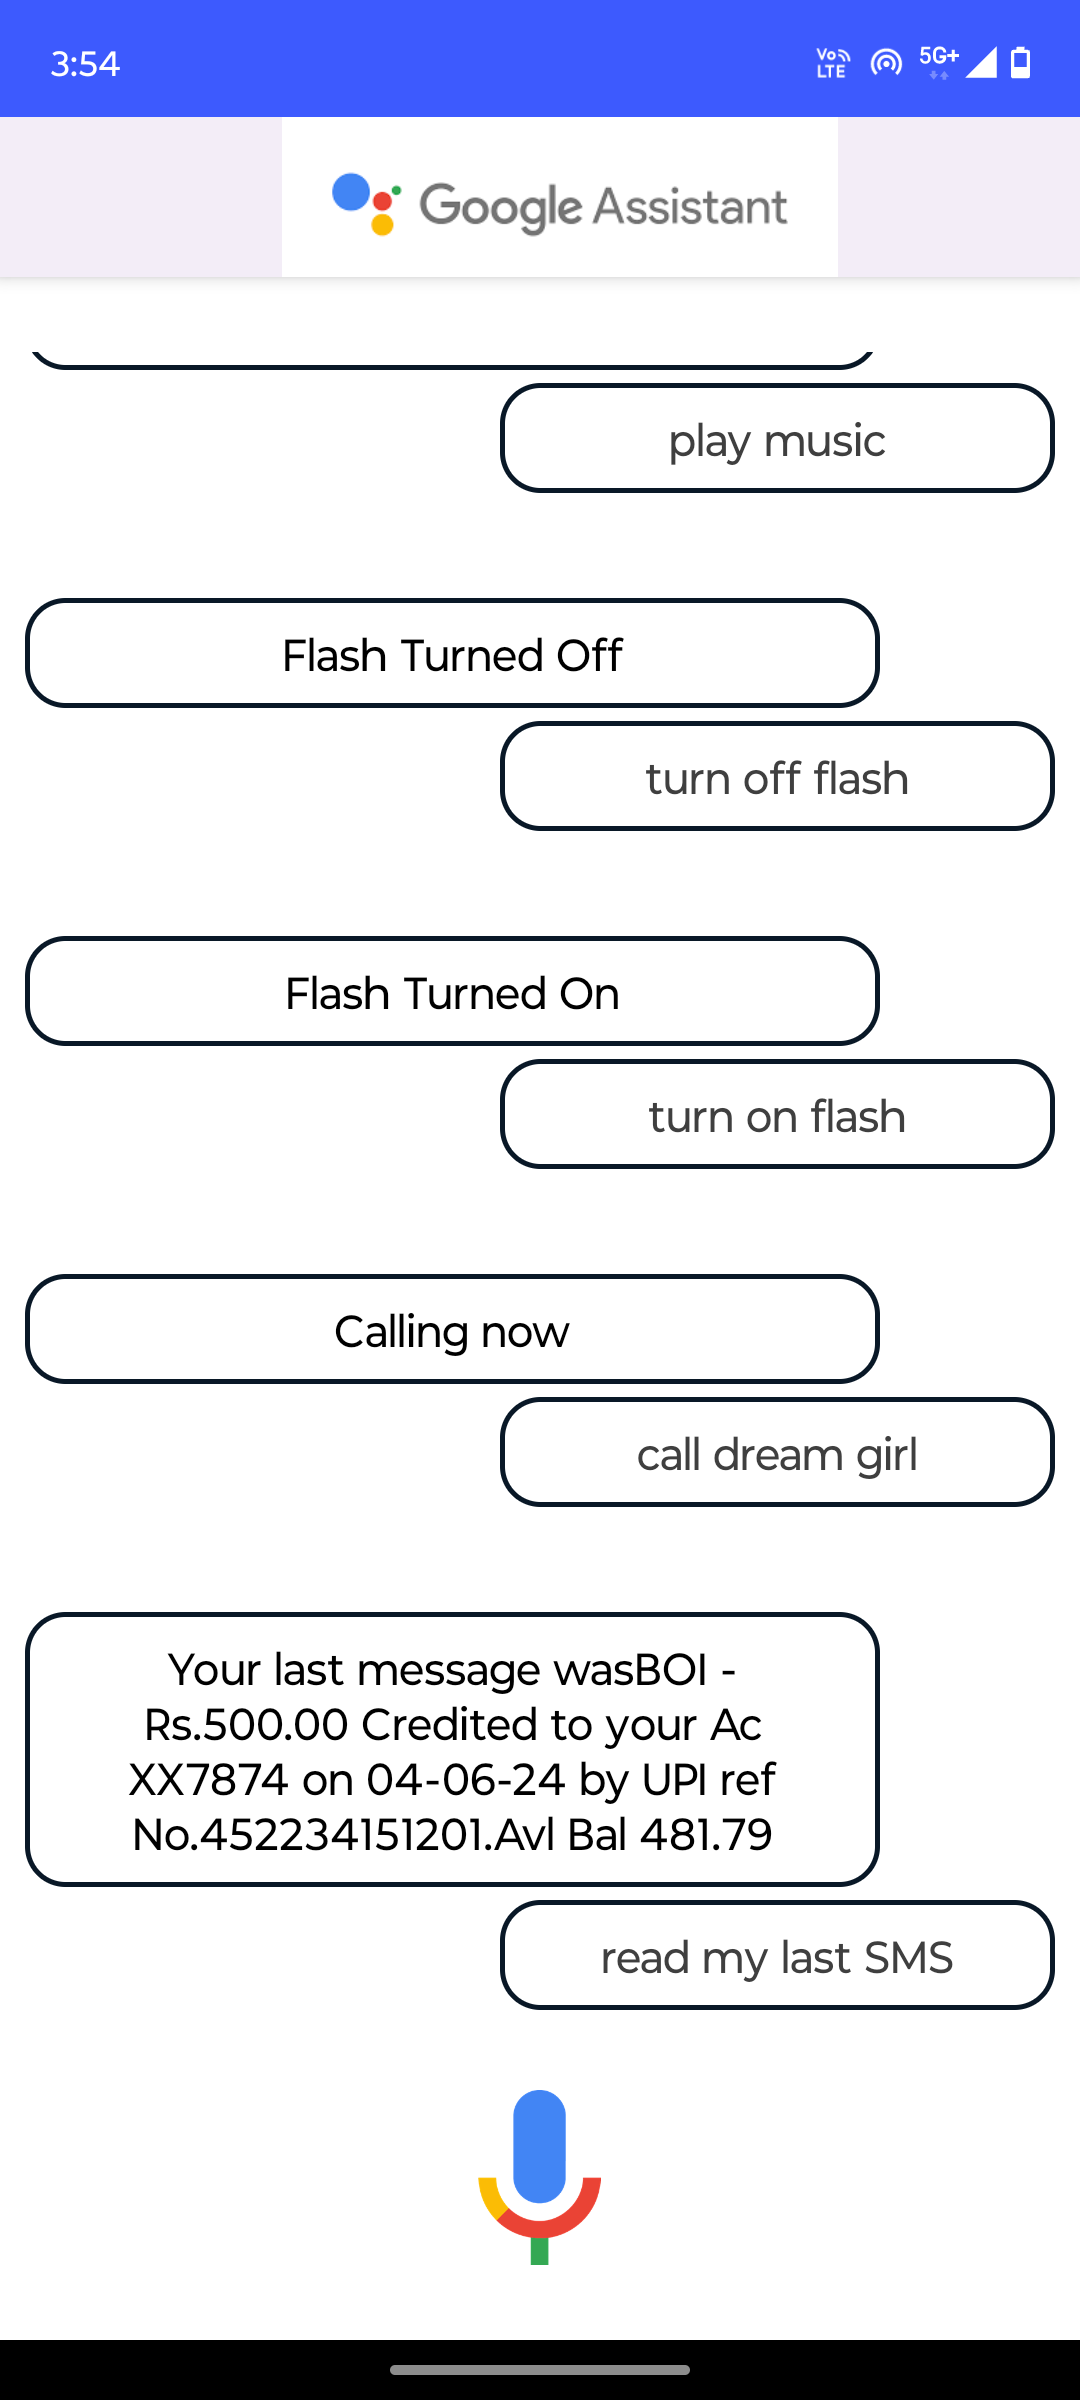 3:54
Vo
LTE
5G+
Google Assistant
play music
Flash Turned Off
turn off flash
Flash Turned On
turn on flash
Calling now
call dream girl
Your last message wasBOI -
Rs.500.00 Credited to your Ac
XX7874 on 04-06-24 by UPI ref
No.452234151201.Avl Bal 481.79
read my last SMS